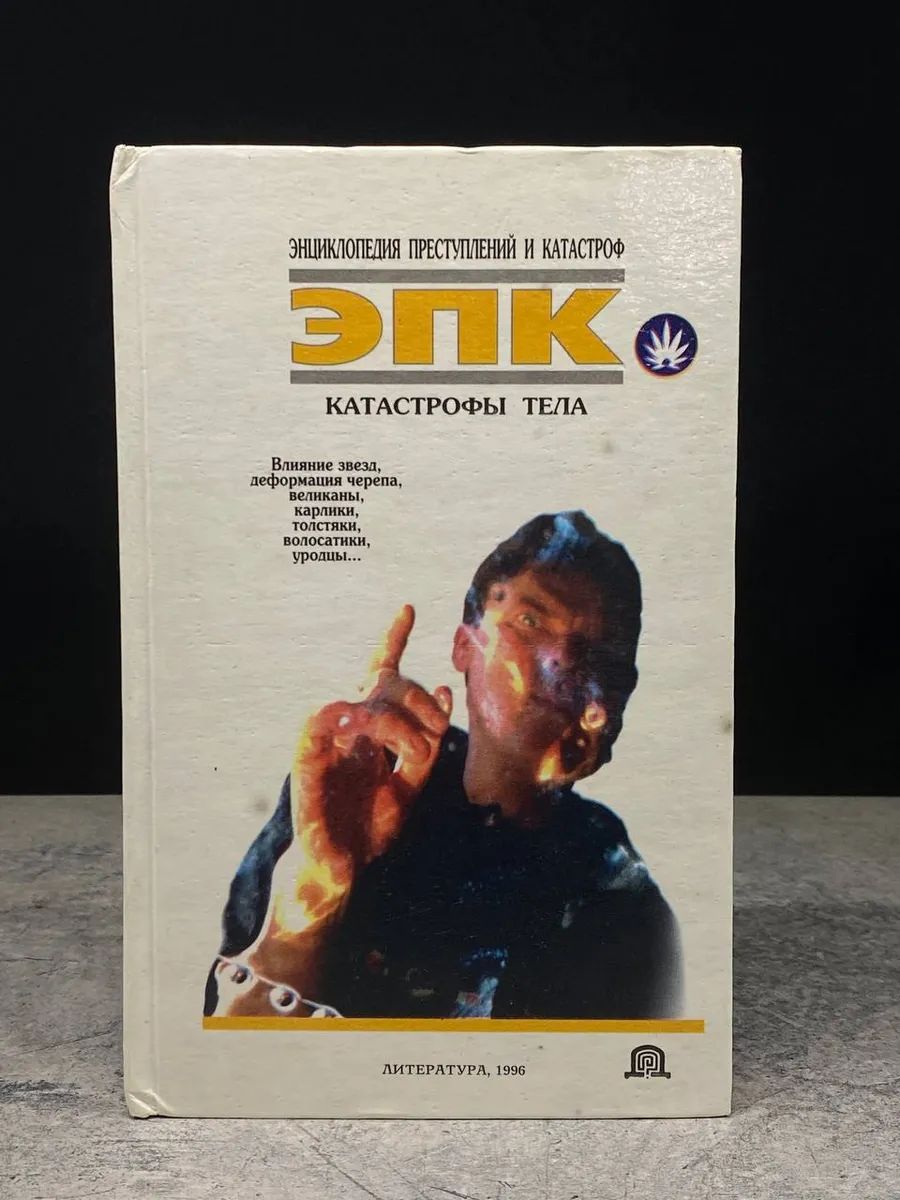 ЭНЦИКЛОПЕДИЯ ПРЕСТУПЛЕНИЙ И КАТАСТРОФ
ЭПК
КАТАСТРОФЫ ТЕЛА
Влияние звезд,
деформация черепа,
великаны,
карлики,
толстяки,
волосатики,
уродцы...
ЛИТЕРАТУРА, 1996